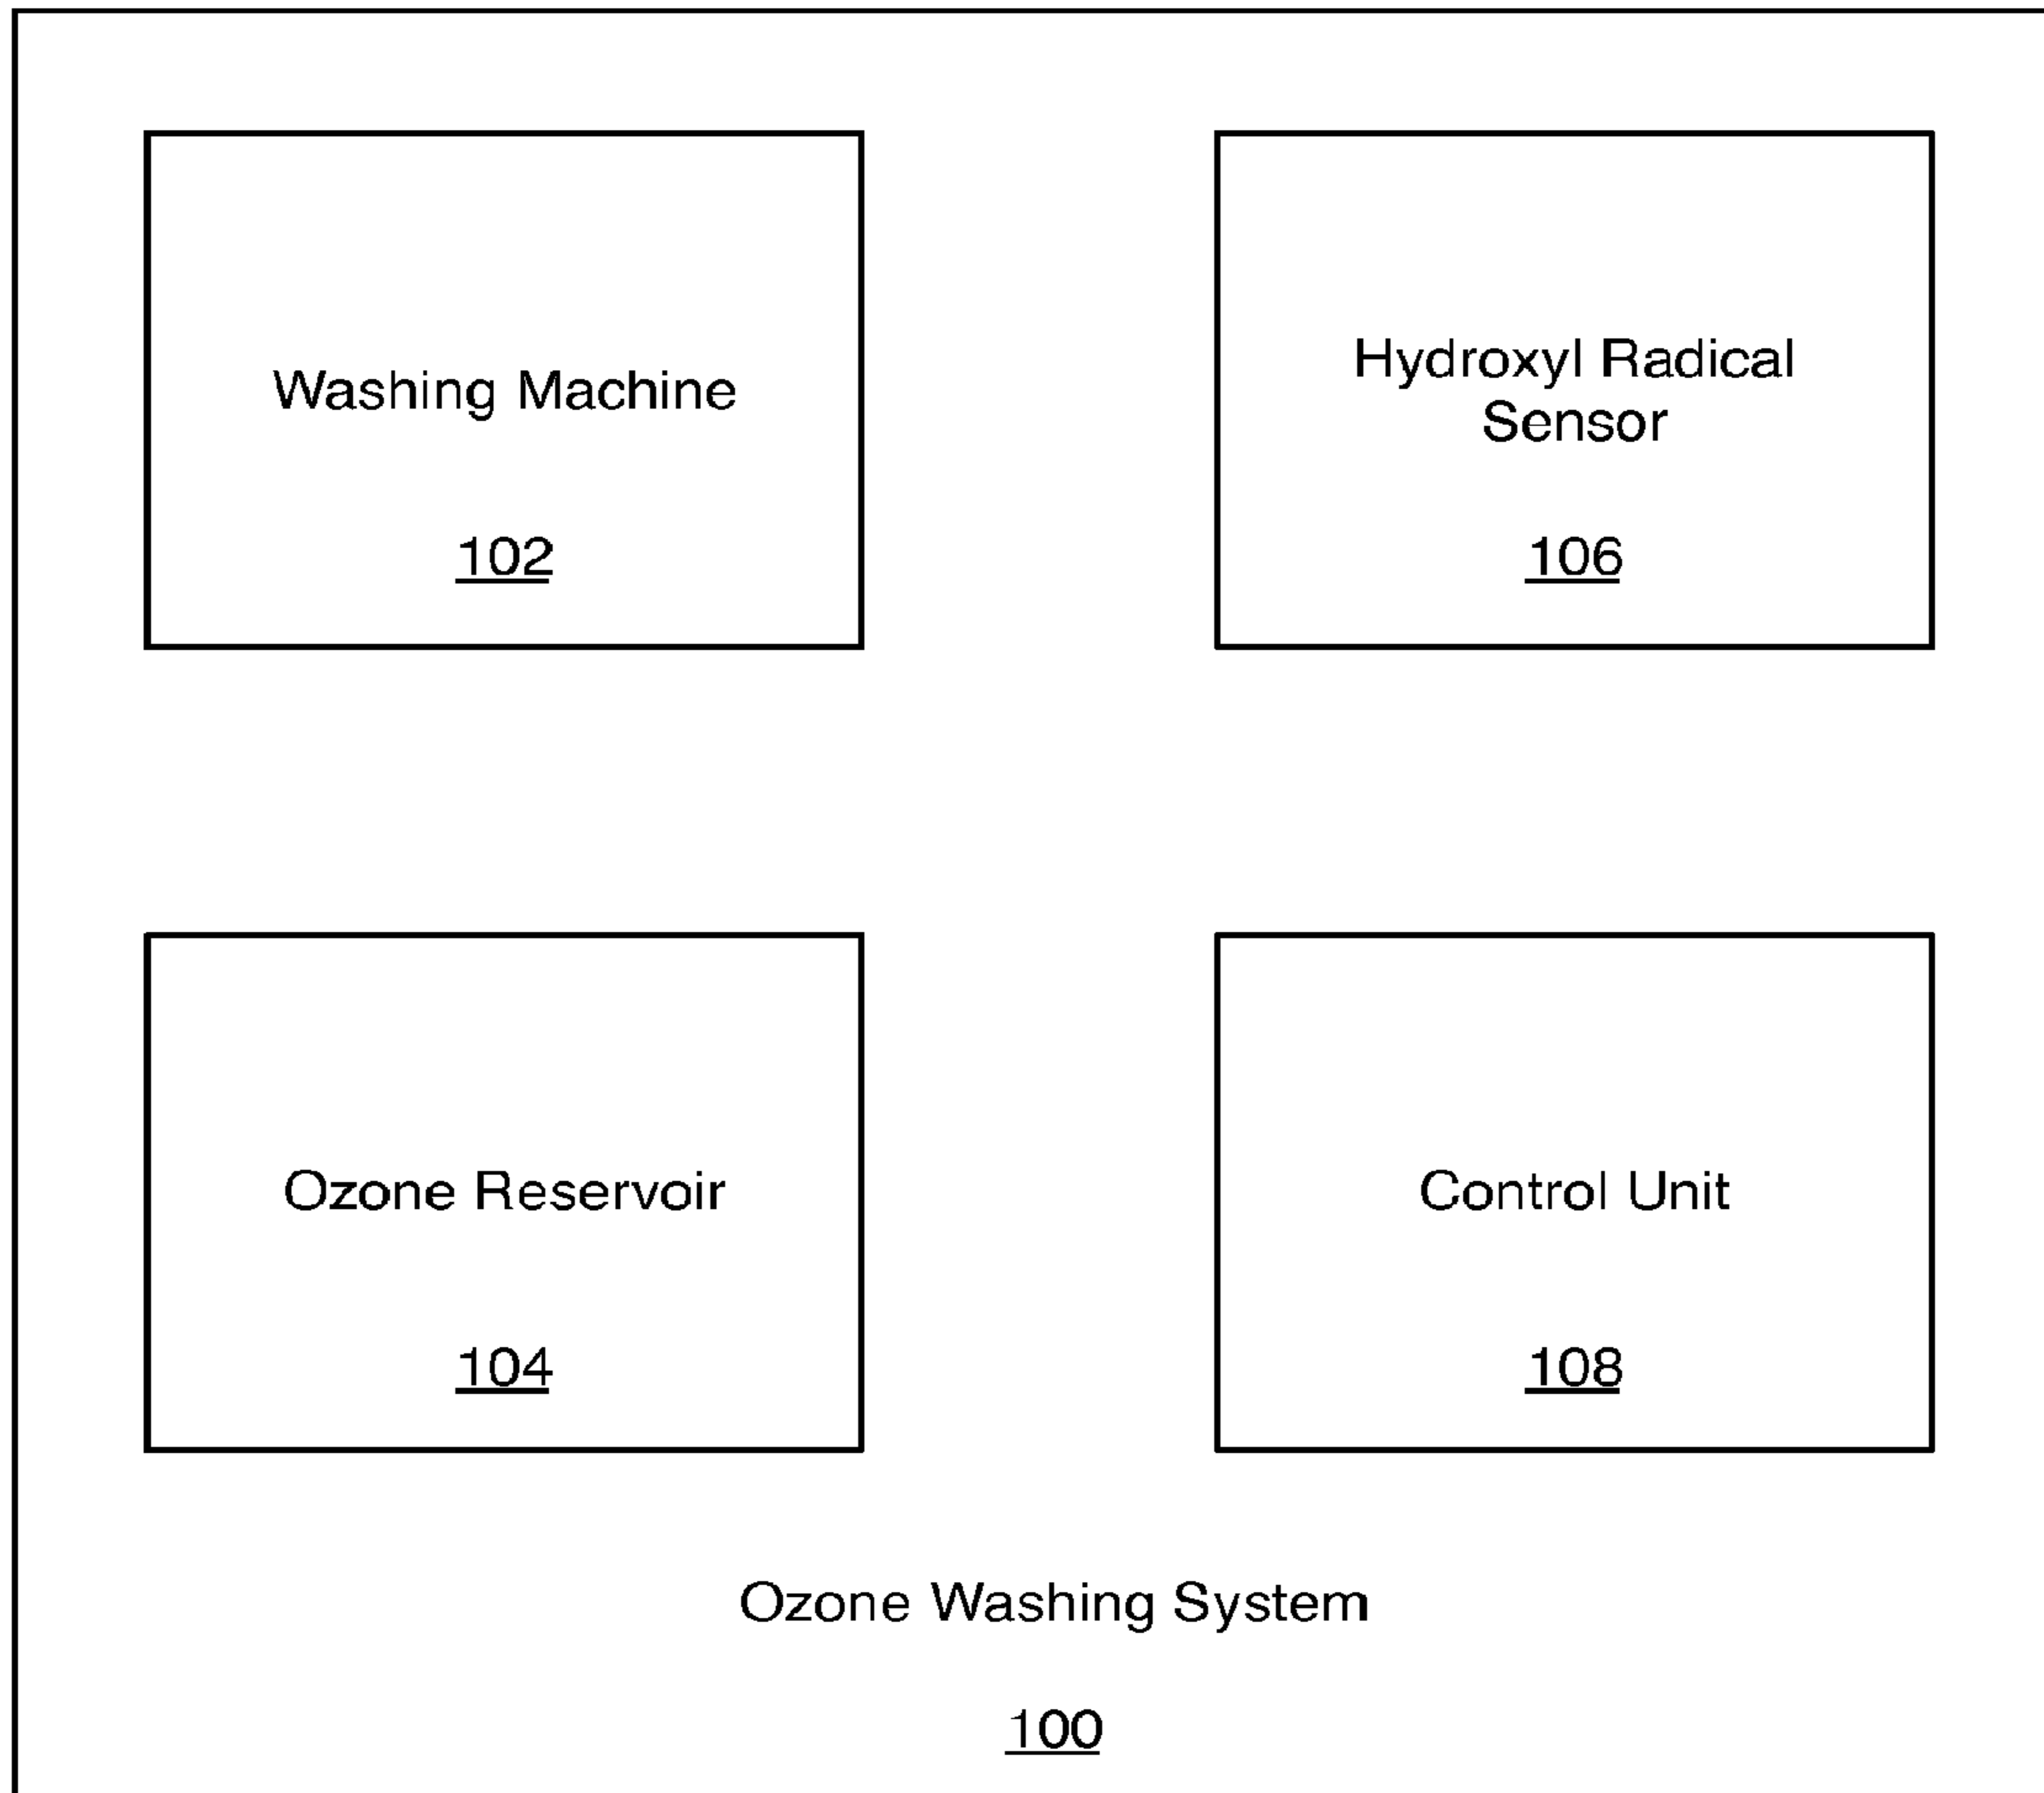 Washing Machine
102
Hydroxyl Radical
Sensor
106
Ozone Reservoir
104
Control Unit
108
Ozone Washing System
100